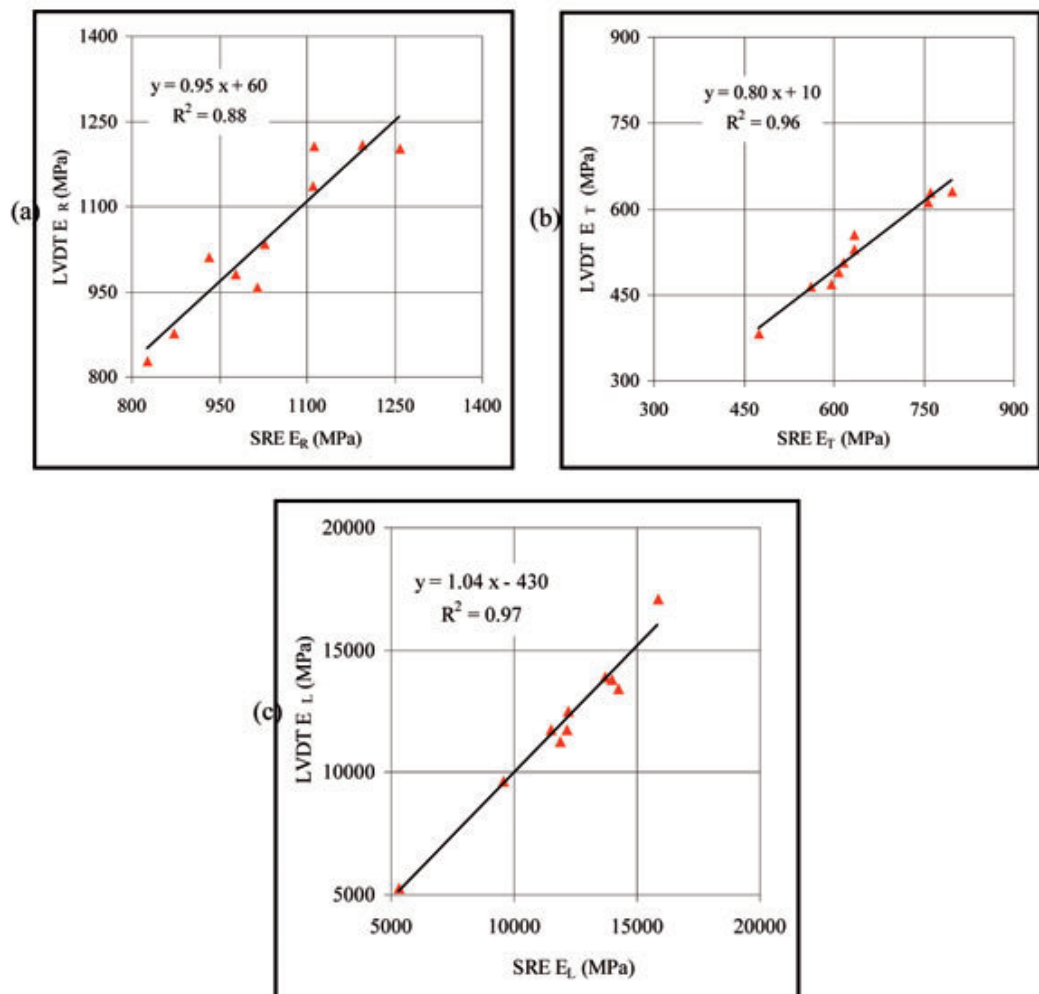 (a)
LVDT E R (MPa)
1400
1250
1100
950
800
y = 0.95 x + 60
R² = 0.88
800 950 1100 1250 1400
SRE E_R (MPa)
(b)
LVDT E T (MPa)
900
750
600
450
300
y = 0.80 x + 10
R² = 0.96
300 450 600 750 900
SRE E_T (MPa)
(c)
LVDT E L (MPa)
20000
15000
10000
5000
y = 1.04 x - 430
R² = 0.97
5000 10000 15000 20000
SRE E_L (MPa)